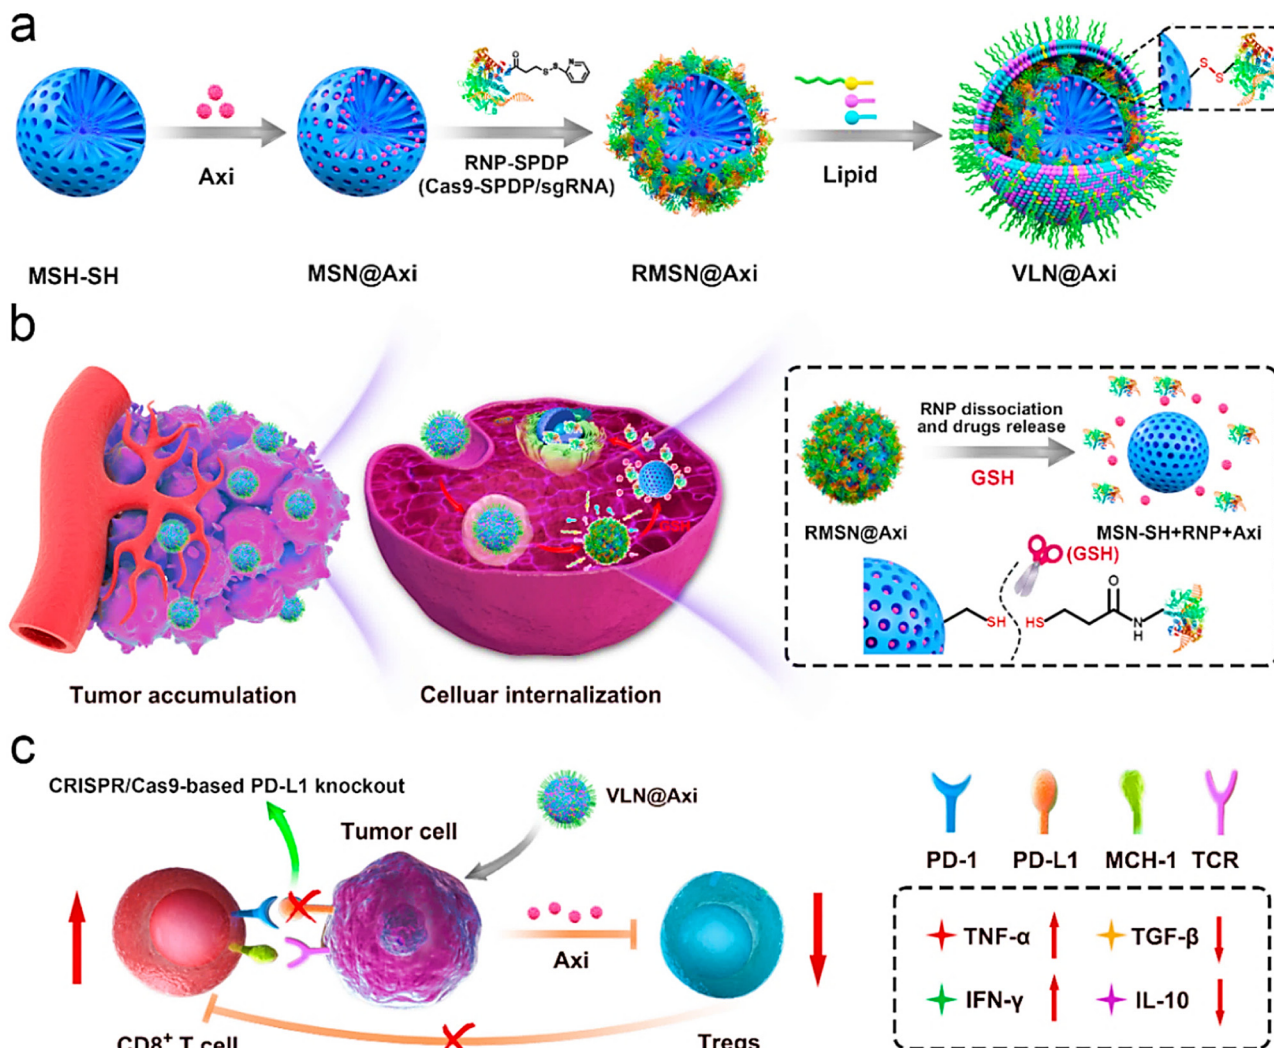 a
Axi
RNP-SPDP
(Cas9-SPDP/sgRNA)
Lipid
MSH-SH
MSN@Axi
RMSN@Axi
VLN@Axi
O
S
S
N
S
S
b
RNP dissociation
and drugs release
GSH
RMSN@Axi
MSN-SH+RNP+Axi
(GSH)
SH
HS
O
N
H
Tumor accumulation
Celluar internalization
c
CRISPR/Cas9-based PD-L1 knockout
VLN@Axi
Tumor cell
Axi
CD8+ T cell
Tregs
PD-1
PD-L1
MCH-1
TCR
TNF-α
TGF-β
IFN-γ
IL-10